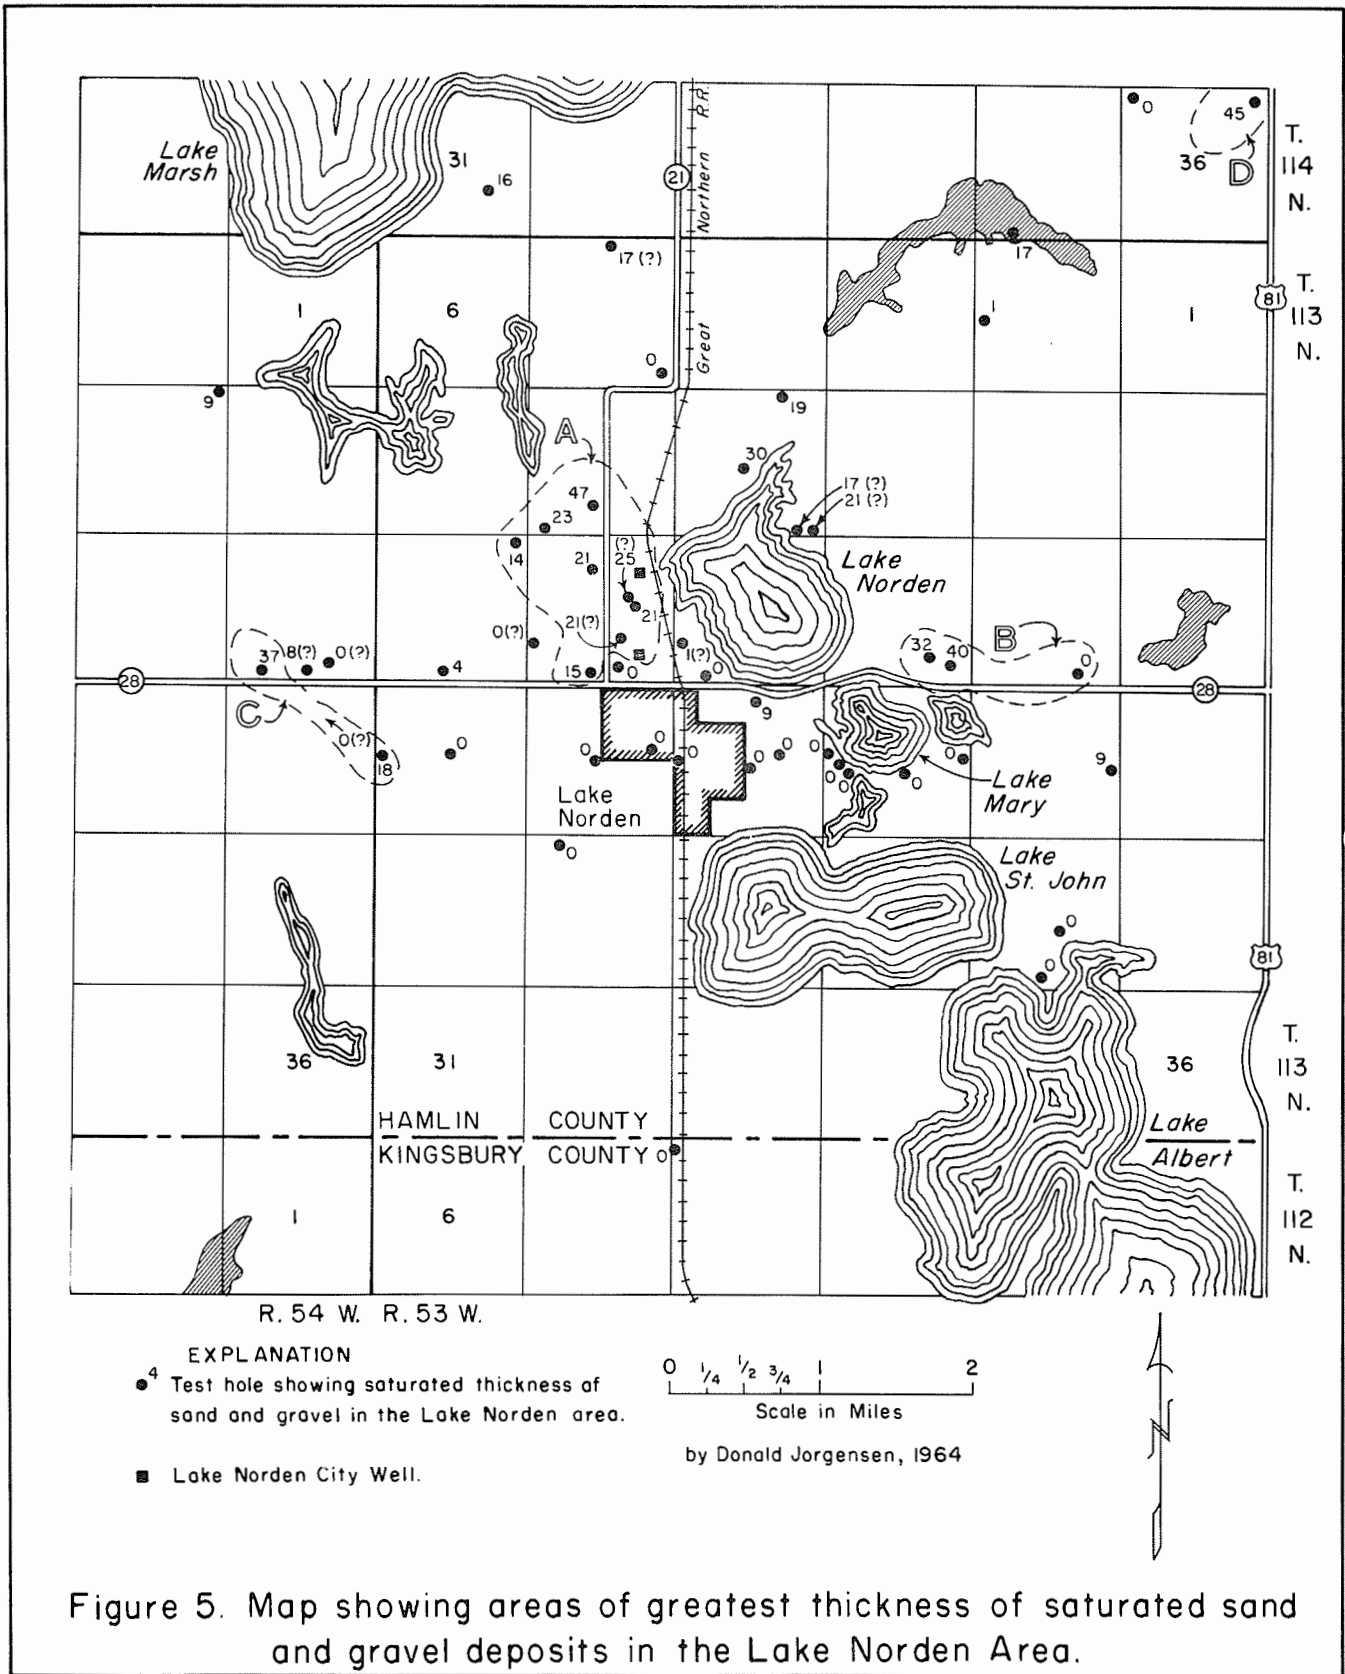 Lake
Marsh
31
16
21
Great Northern R.R.
0
45
36
D
T.
114
N.
17 (?)
17
1
6
1
1
81
T.
113
N.
0
9
19
A
30
47
23
17 (?)
21 (?)
14
21
(?)
25
21
Lake
Norden
0(?)
21(?)
1(?)
32
40
B
0
37
8(?)
0(?)
4
15
0
0
28
28
C
0(?)
18
0
9
0
0
0
0
0
0
0
0
0
9
Lake
Mary
Lake
Norden
0
Lake
St. John
0
0
81
36
31
36
T.
113
N.
HAMLIN COUNTY
KINGSBURY COUNTY
0
Lake
Albert
1
6
T.
112
N.
R. 54 W. R. 53 W.
EXPLANATION
4
Test hole showing saturated thickness of
sand and gravel in the Lake Norden area.
Lake Norden City Well.
0 1/4 1/2 3/4 1 2
Scale in Miles
by Donald Jorgensen, 1964
N
Figure 5. Map showing areas of greatest thickness of saturated sand
and gravel deposits in the Lake Norden Area.